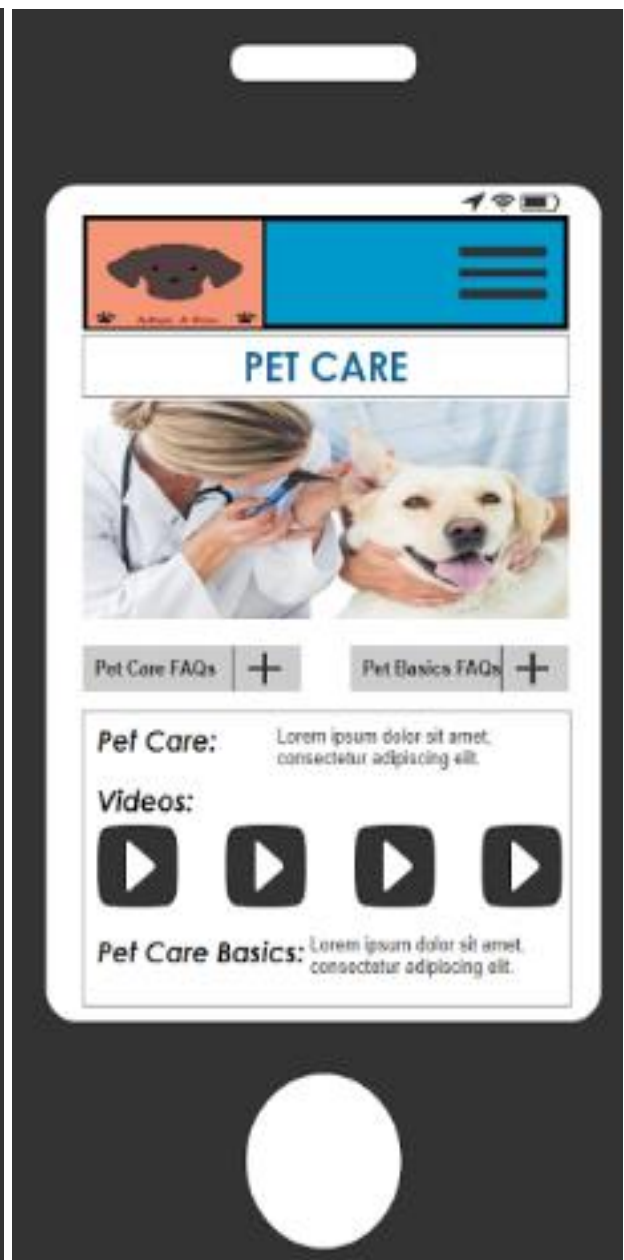 PET CARE
Pet Care FAQs
Pet Basics FAQs
Pet Care:
Lorem ipsum dolor sit amet,
consectetur adipiscing elit.
Videos:
Pet Care Basics:
Lorem ipsum dolor sit amet,
consectetur adipiscing elit.